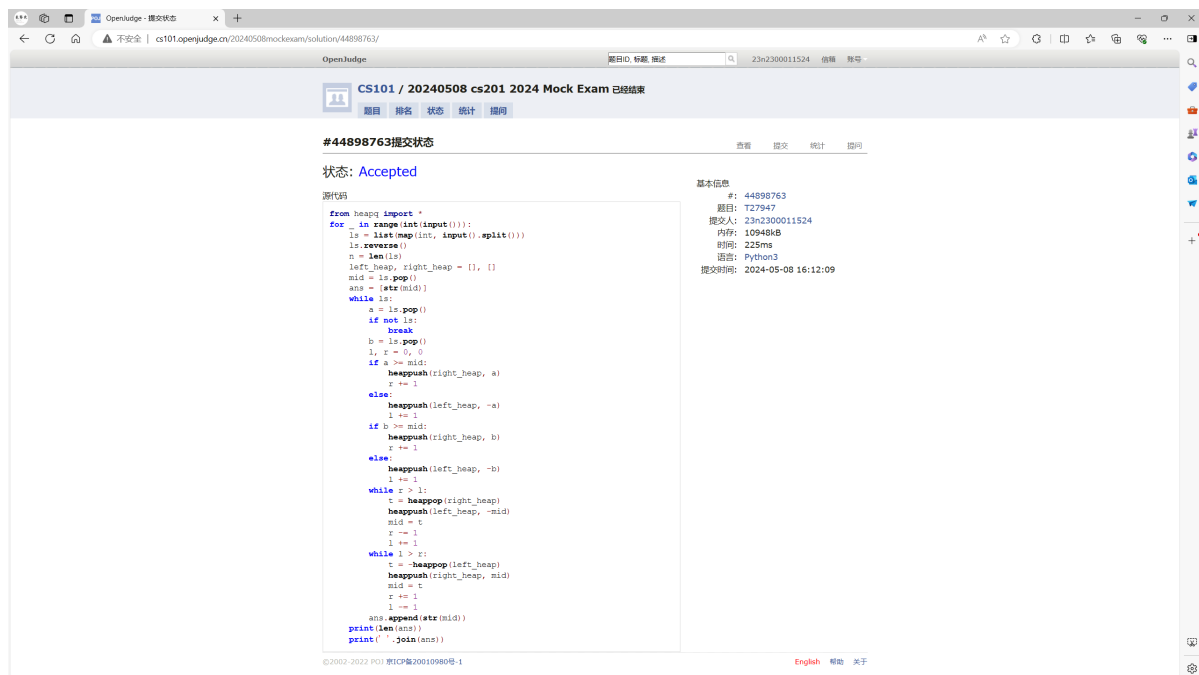 OpenJudge - 提交状态
不安全 | cs101.openjudge.cn/20240508mockexam/solution/44898763/
OpenJudge
题目ID, 标题, 描述
23n2300011524 信箱 账号
CS101 / 20240508 cs201 2024 Mock Exam 已经结束
题目 排名 状态 统计 提问
#44898763提交状态
查看 提交 统计 提问
状态: Accepted
源代码
from heapq import *
for _ in range(int(input())):
    ls = list(map(int, input().split()))
    ls.reverse()
    n = len(ls)
    left_heap, right_heap = [], []
    mid = ls.pop()
    ans = [str(mid)]
    while ls:
        a = ls.pop()
        if not ls:
            break
        b = ls.pop()
        l, r = 0, 0
        if a >= mid:
            heappush(right_heap, a)
            r += 1
        else:
            heappush(left_heap, -a)
            l += 1
        if b >= mid:
            heappush(right_heap, b)
            r += 1
        else:
            heappush(left_heap, -b)
            l += 1
        while r > l:
            t = heappop(right_heap)
            heappush(left_heap, -mid)
            mid = t
            r -= 1
            l += 1
        while l > r:
            t = -heappop(left_heap)
            heappush(right_heap, mid)
            mid = t
            r += 1
            l -= 1
        ans.append(str(mid))
    print(len(ans))
    print(' '.join(ans))
基本信息
#: 44898763
题目: T27947
提交人: 23n2300011524
内存: 10948kB
时间: 225ms
语言: Python3
提交时间: 2024-05-08 16:12:09
©2002-2022 POJ 京ICP备20010980号-1
English 帮助 关于